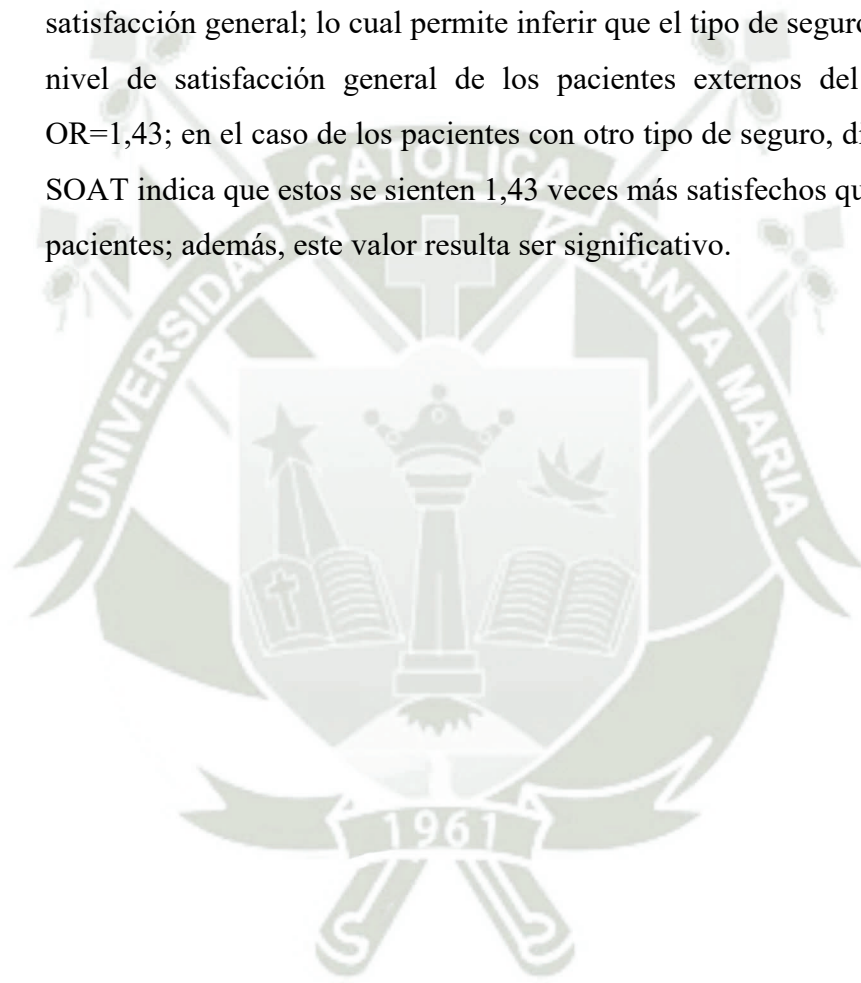 satisfacción general; lo cual permite inferir que el tipo de seguro
nivel de satisfacción general de los pacientes externos del
OR=1,43; en el caso de los pacientes con otro tipo de seguro,
SOAT indica que estos se sienten 1,43 veces más satisfechos
pacientes; además, este valor resulta ser significativo.
UNIVERSIDAD CATOLICA SANTA MARIA
1961